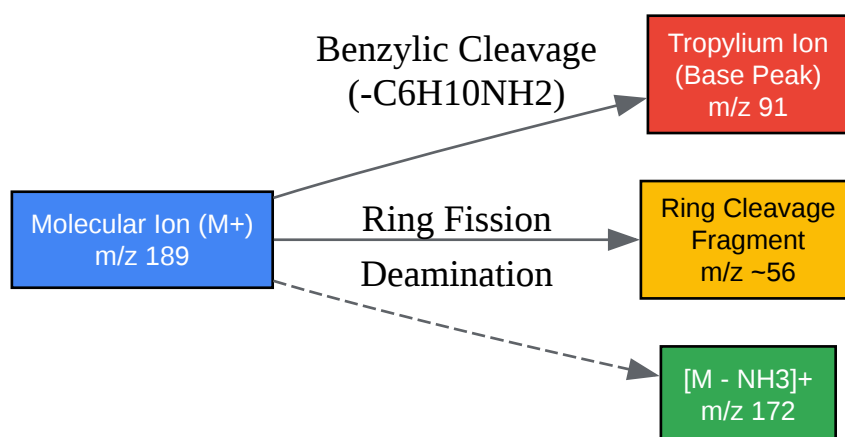 Benzylic Cleavage
(-C6H10NH2)
Tropylium Ion
(Base Peak)
m/z 91
Molecular Ion (M+)
m/z 189
Ring Fission
Deamination
Ring Cleavage
Fragment
m/z ~56
[M - NH3]+
m/z 172